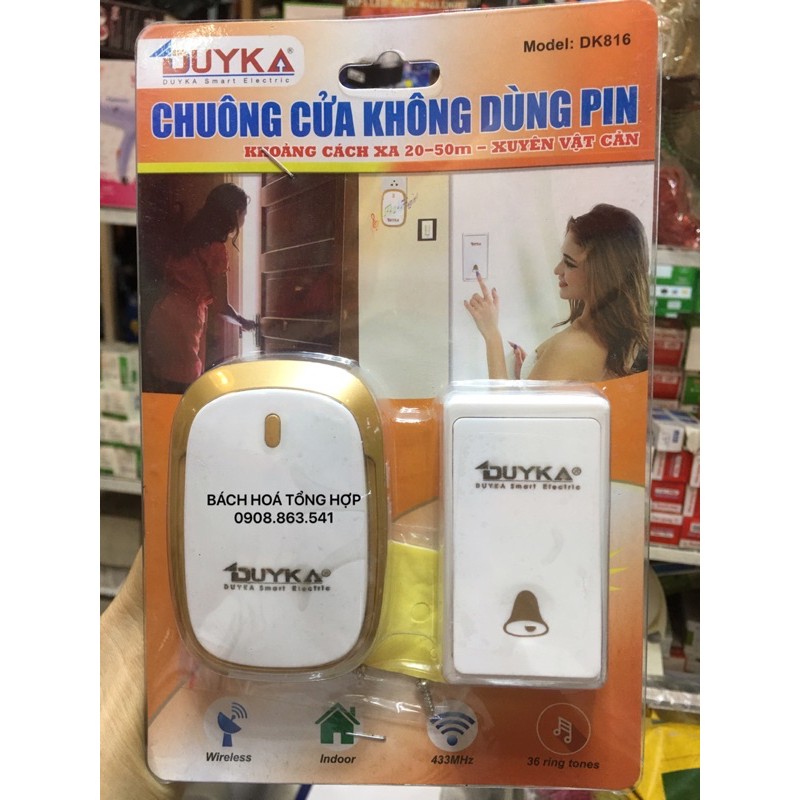 DUYKA®
DUYKA Smart Electric
Model: DK816
CHUÔNG CỬA KHÔNG DÙNG PIN
KHOẢNG CÁCH XA 20-50m - XUYÊN VẬT CẢN
BÁCH HOÁ TỔNG HỢP
0908.863.541
DUYKA®
DUYKA Smart Electric
DUYKA®
DUYKA Smart Electric
Wireless
Indoor
433MHz
36 ring tones